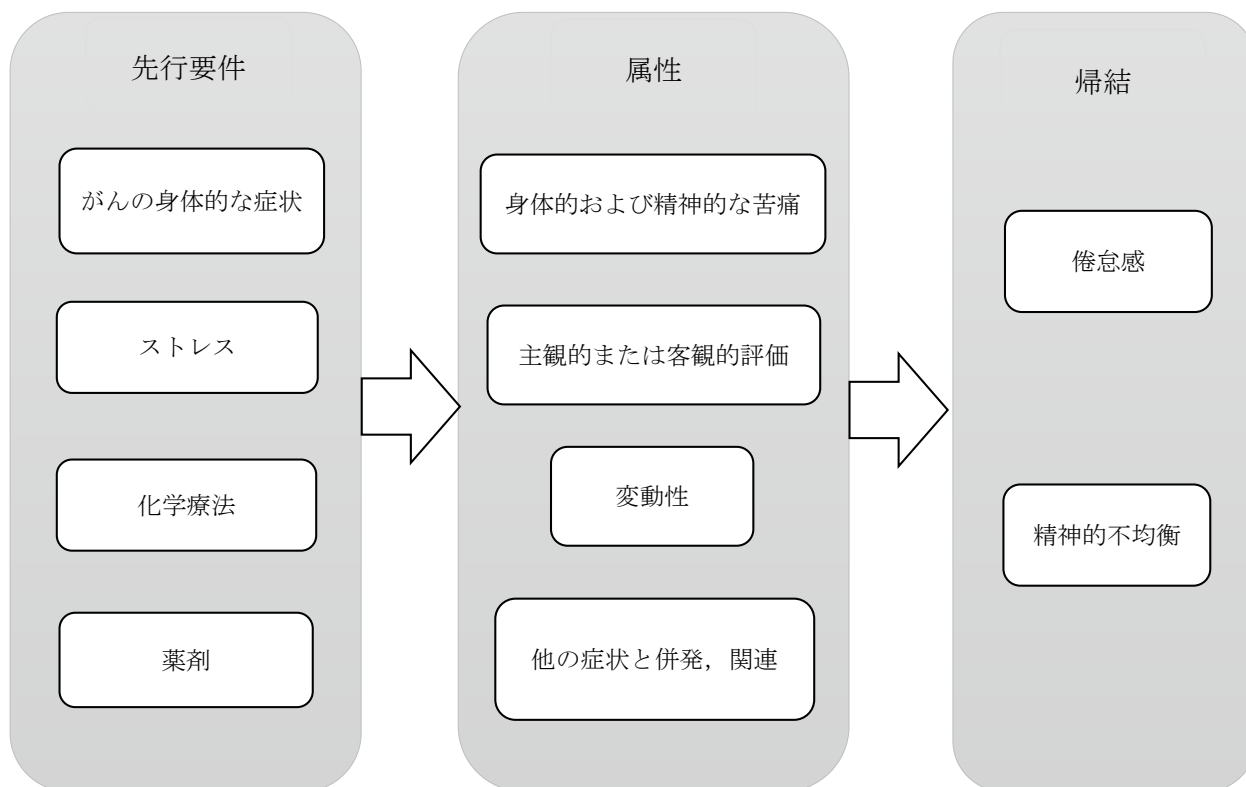 先行要件
がんの身体的な症状
ストレス
化学療法
薬剤
属性
身体的および精神的な苦痛
主観的または客観的評価
変動性
他の症状と併発，関連
帰結
倦怠感
精神的不均衡